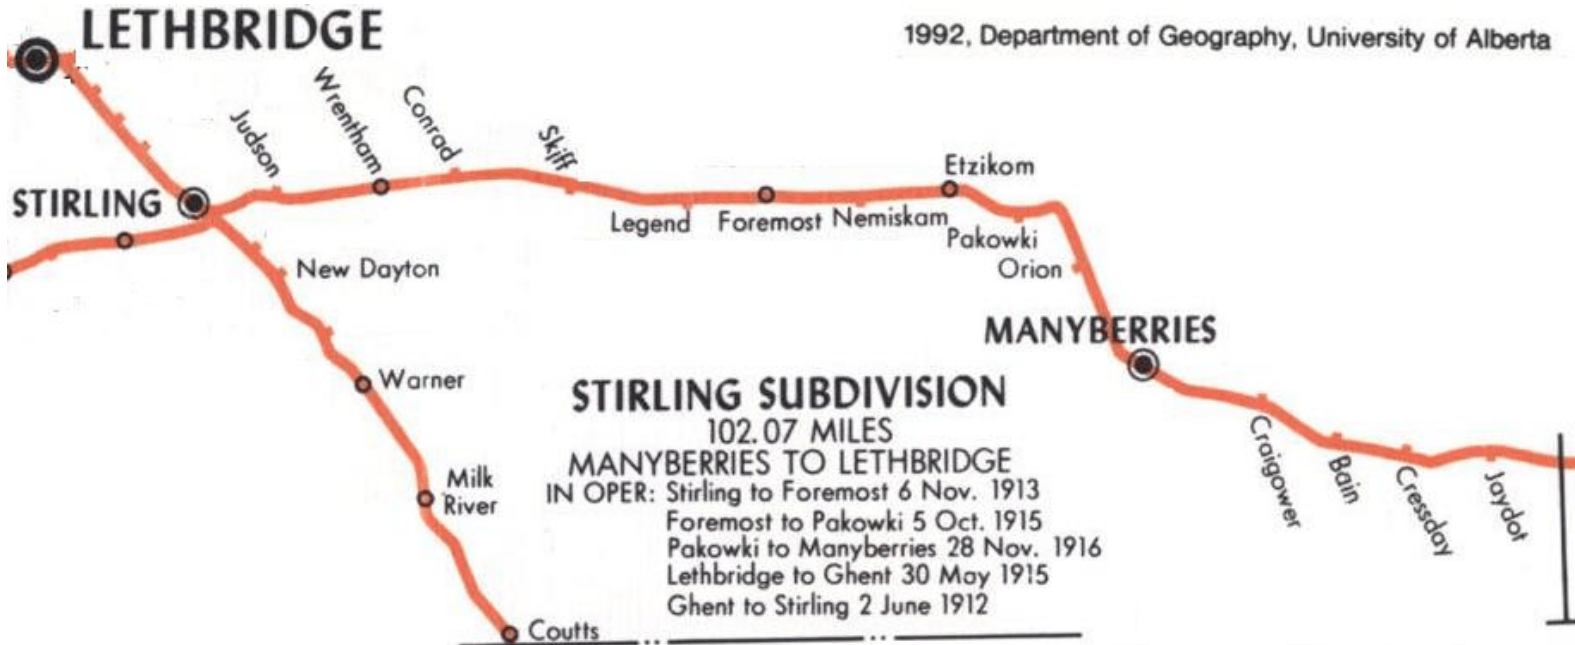 LETHBRIDGE
1992, Department of Geography, University of Alberta
Judson
Wrentham
Conrad
Skiff
Etzikom
STIRLING
Legend
Foremost
Nemiskam
Pakowki
Orion
New Dayton
MANYBERRIES
Warner
STIRLING SUBDIVISION
102.07 MILES
MANYBERRIES TO LETHBRIDGE
IN OPER: Stirling to Foremost 6 Nov. 1913
Foremost to Pakowki 5 Oct. 1915
Pakowki to Manyberries 28 Nov. 1916
Lethbridge to Ghent 30 May 1915
Ghent to Stirling 2 June 1912
Milk
River
Craigower
Bain
Cressday
Jaydot
Coutts